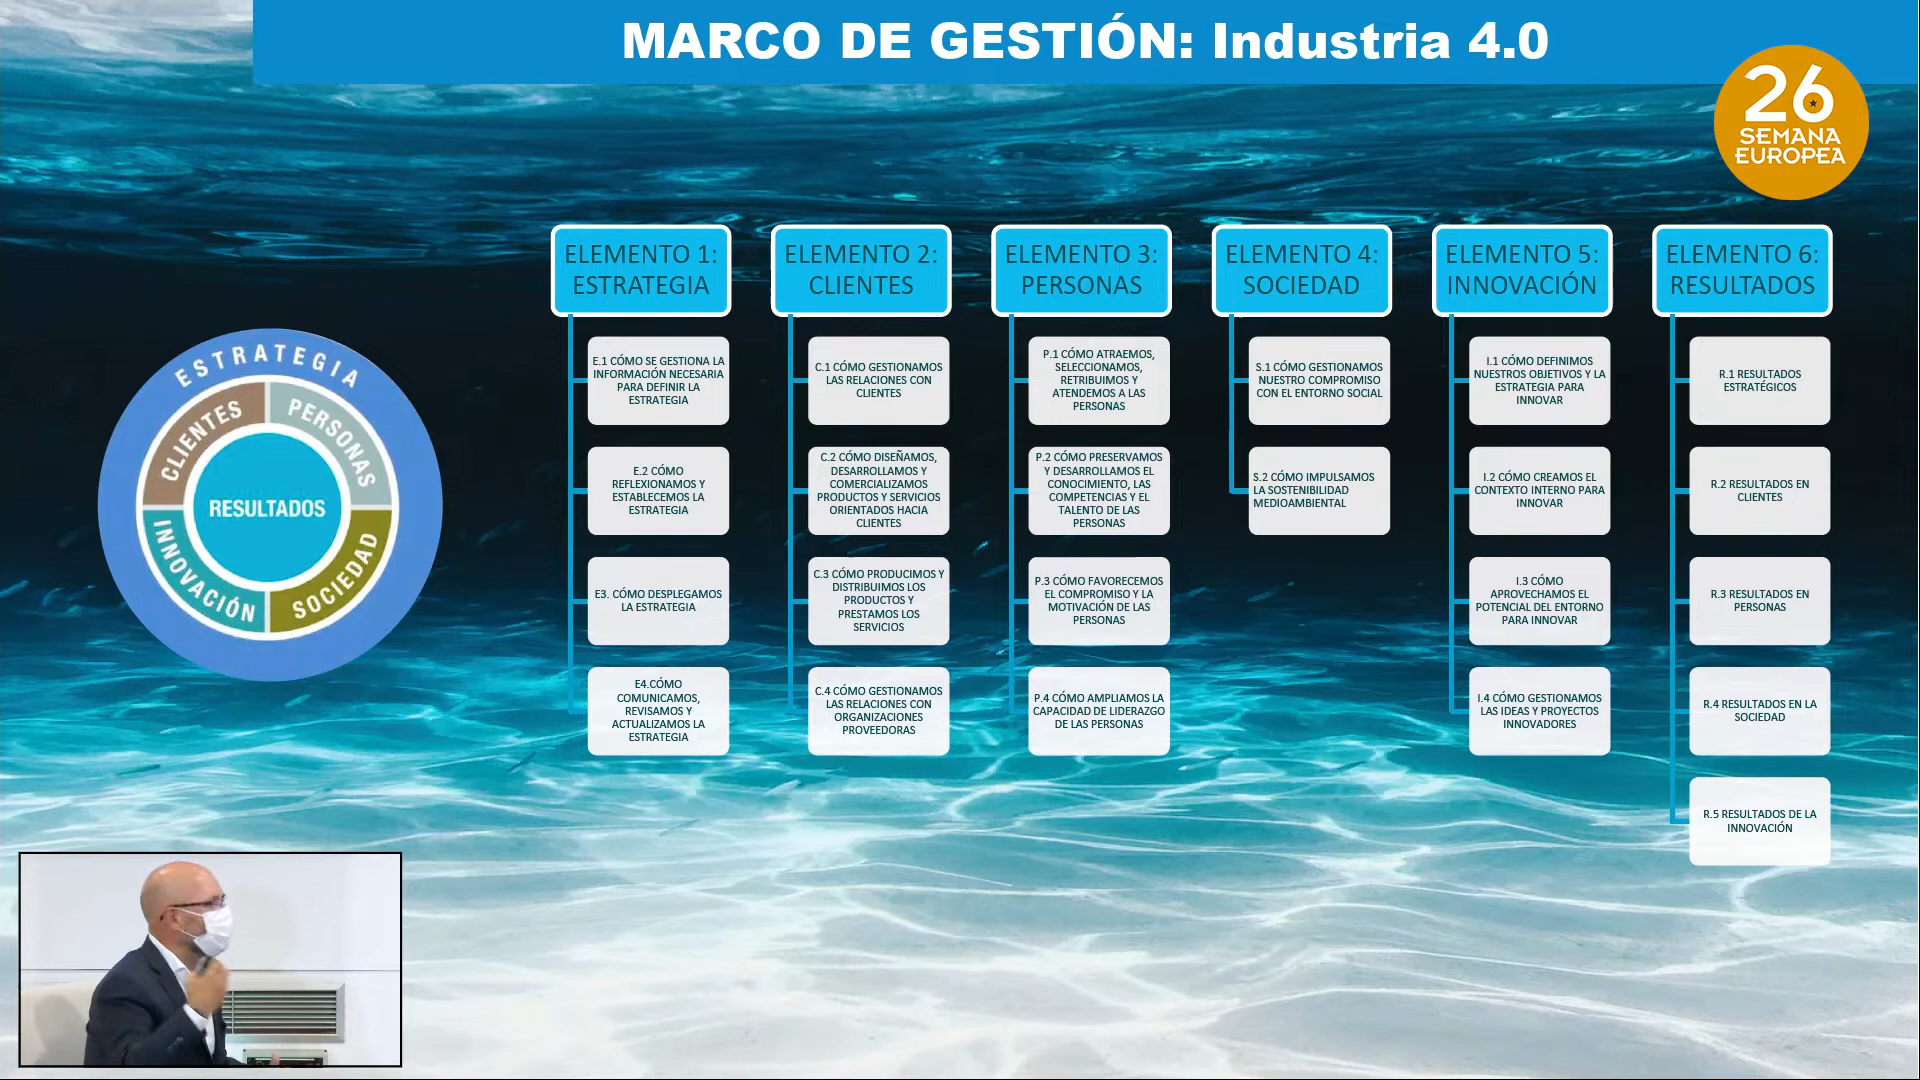 MARCO DE GESTIÓN: Industria 4.0
26
SEMANA
EUROPEA
ESTRATEGIA
CLIENTES
PERSONAS
RESULTADOS
INNOVACIÓN
SOCIEDAD
ELEMENTO 1:
ESTRATEGIA
E.1 CÓMO SE GESTIONA LA
INFORMACIÓN NECESARIA
PARA DEFINIR LA
ESTRATEGIA
E.2 CÓMO
REFLEXIONAMOS Y
ESTABLECEMOS LA
ESTRATEGIA
E3. CÓMO DESPLEGAMOS
LA ESTRATEGIA
E4.CÓMO
COMUNICAMOS,
REVISAMOS Y
ACTUALIZAMOS LA
ESTRATEGIA
ELEMENTO 2:
CLIENTES
C.1 CÓMO GESTIONAMOS
LAS RELACIONES CON
CLIENTES
C.2 CÓMO DISEÑAMOS,
DESARROLLAMOS Y
COMERCIALIZAMOS
PRODUCTOS Y SERVICIOS
ORIENTADOS HACIA
CLIENTES
C.3 CÓMO PRODUCIMOS Y
DISTRIBUIMOS LOS
PRODUCTOS Y
PRESTAMOS LOS
SERVICIOS
C.4 CÓMO GESTIONAMOS
LAS RELACIONES CON
ORGANIZACIONES
PROVEEDORAS
ELEMENTO 3:
PERSONAS
P.1 CÓMO ATRAEMOS,
SELECCIONAMOS,
RETRIBUIMOS Y
ATENDEMOS A LAS
PERSONAS
P.2 CÓMO PRESERVAMOS
Y DESARROLLAMOS EL
CONOCIMIENTO, LAS
COMPETENCIAS Y EL
TALENTO DE LAS
PERSONAS
P.3 CÓMO FAVORECEMOS
EL COMPROMISO Y LA
MOTIVACIÓN DE LAS
PERSONAS
P.4 CÓMO AMPLIAMOS LA
CAPACIDAD DE LIDERAZGO
DE LAS PERSONAS
ELEMENTO 4:
SOCIEDAD
S.1 CÓMO GESTIONAMOS
NUESTRO COMPROMISO
CON EL ENTORNO SOCIAL
S.2 CÓMO IMPULSAMOS
LA SOSTENIBILIDAD
MEDIOAMBIENTAL
ELEMENTO 5:
INNOVACIÓN
I.1 CÓMO DEFINIMOS
NUESTROS OBJETIVOS Y LA
ESTRATEGIA PARA
INNOVAR
I.2 CÓMO CREAMOS EL
CONTEXTO INTERNO PARA
INNOVAR
I.3 CÓMO
APROVECHAMOS EL
POTENCIAL DEL ENTORNO
PARA INNOVAR
I.4 CÓMO GESTIONAMOS
LAS IDEAS Y PROYECTOS
INNOVADORES
ELEMENTO 6:
RESULTADOS
R.1 RESULTADOS
ESTRATÉGICOS
R.2 RESULTADOS EN
CLIENTES
R.3 RESULTADOS EN
PERSONAS
R.4 RESULTADOS EN LA
SOCIEDAD
R.5 RESULTADOS DE LA
INNOVACIÓN